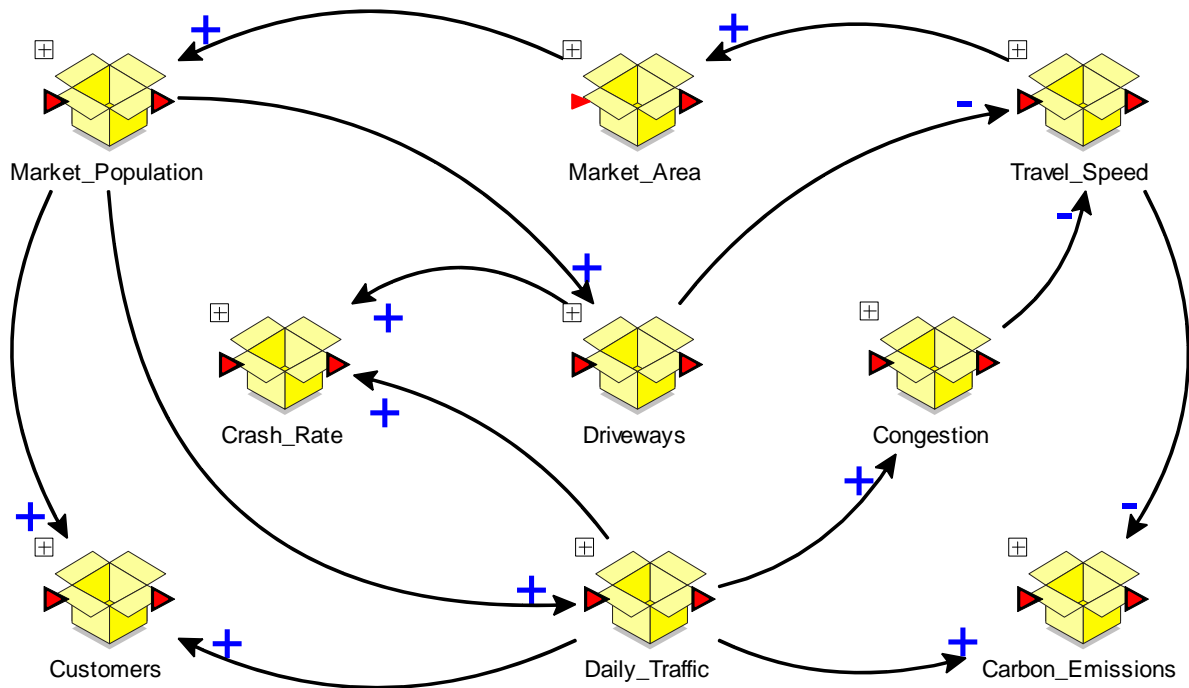 +
+
-
Market_Population
Market_Area
Travel_Speed
-
+
+
+
Crash_Rate
Driveways
Congestion
+
+
-
+
+
+
+
Customers
Daily_Traffic
Carbon_Emissions